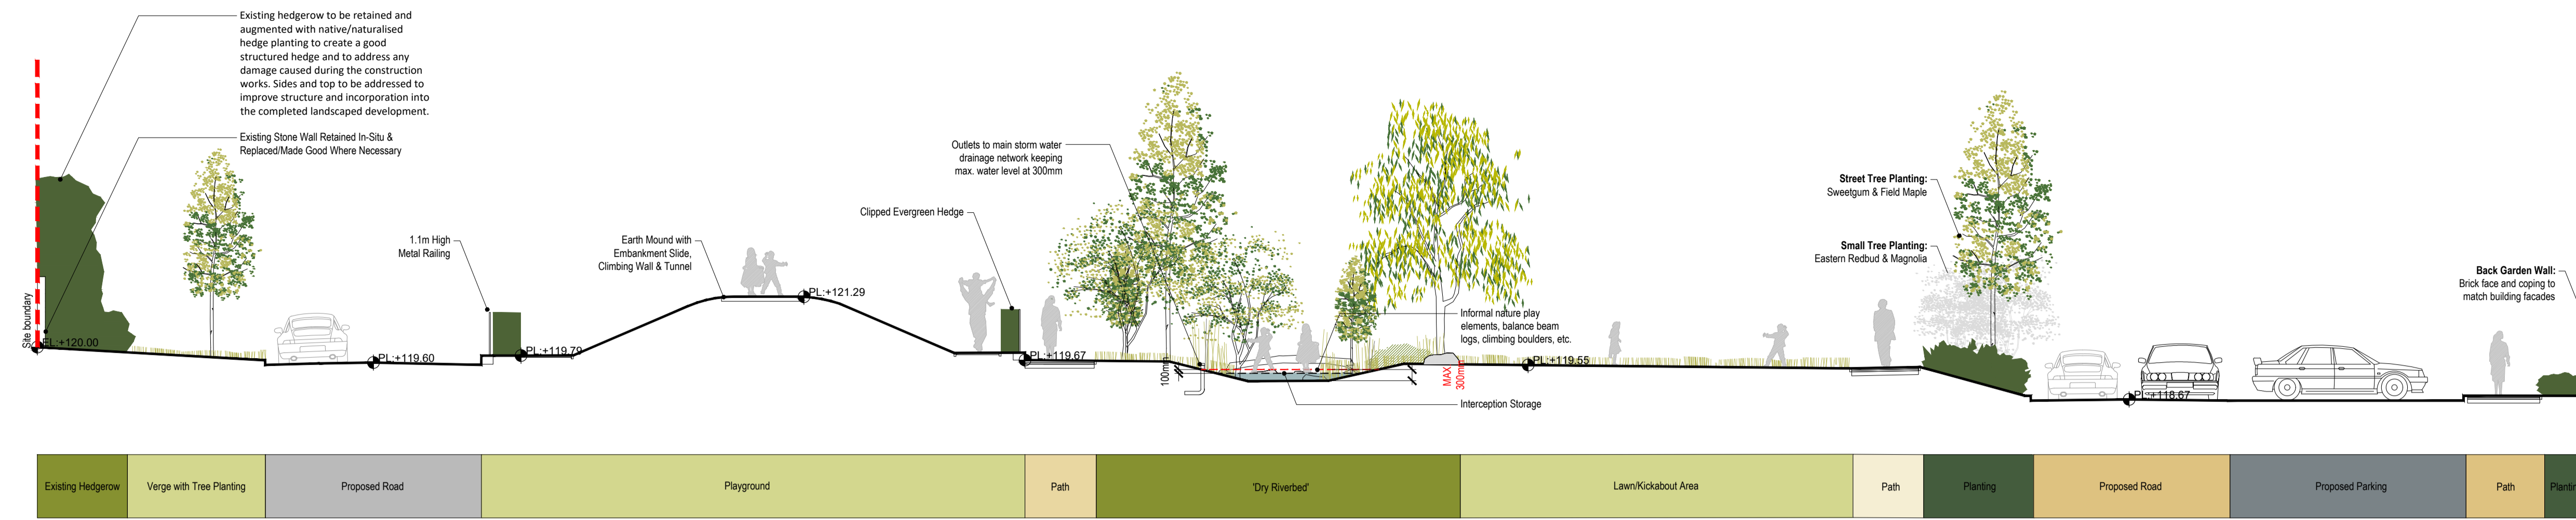 Existing hedgerow to be retained and
augmented with native/naturalised
hedge planting to create a good
structured hedge and to address any
damage caused during the construction
works. Sides and top to be addressed to
improve structure and incorporation into
the completed landscaped development.
Existing Stone Wall Retained In-Situ &
Replaced/Made Good Where Necessary
Site boundary
EL:+120.00
PL:+119.60
1.1m High
Metal Railing
PL:+119.79
Earth Mound with
Embankment Slide,
Climbing Wall & Tunnel
PL:+121.29
Clipped Evergreen Hedge
PL:+119.67
Outlets to main storm water
drainage network keeping
max. water level at 300mm
100mm
Informal nature play
elements, balance beam
logs, climbing boulders, etc.
MAX
300mm
Interception Storage
PL:+119.55
Street Tree Planting:
Sweetgum & Field Maple
Small Tree Planting:
Eastern Redbud & Magnolia
PL:+118.67
Back Garden Wall:
Brick face and coping to
match building facades
Existing Hedgerow
Verge with Tree Planting
Proposed Road
Playground
Path
'Dry Riverbed'
Lawn/Kickabout Area
Path
Planting
Proposed Road
Proposed Parking
Path